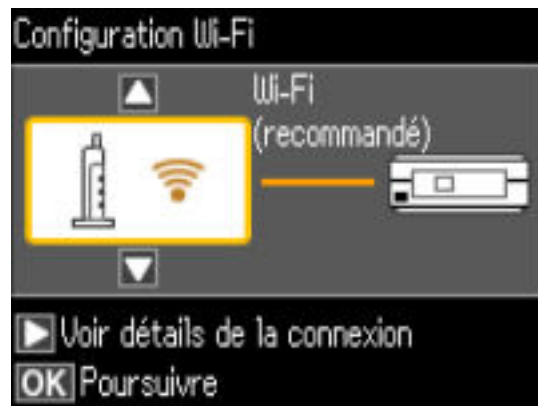 Configuration Wi-Fi
Wi-Fi
(recommandé)
Voir détails de la connexion
OK Poursuivre